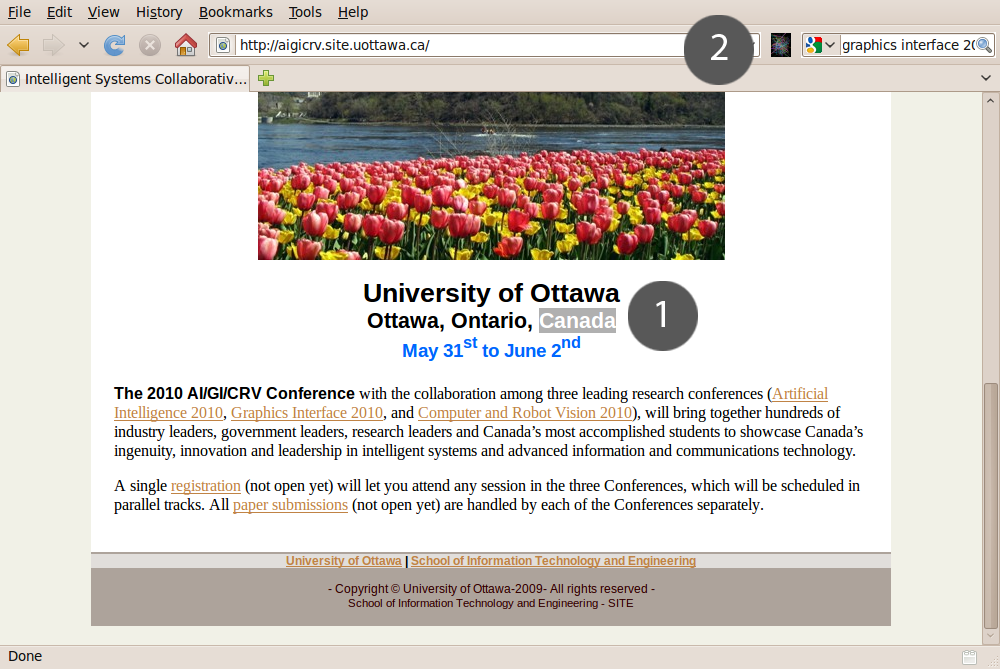 File Edit View History Bookmarks Tools Help
http://aigicrv.site.uottawa.ca/
2
graphics interface 20
Intelligent Systems Collaborativ...
University of Ottawa
Ottawa, Ontario, Canada
1
May 31st to June 2nd
The 2010 AI/GI/CRV Conference with the collaboration among three leading research conferences (Artificial
Intelligence 2010, Graphics Interface 2010, and Computer and Robot Vision 2010), will bring together hundreds of
industry leaders, government leaders, research leaders and Canada's most accomplished students to showcase Canada's
ingenuity, innovation and leadership in intelligent systems and advanced information and communications technology.
A single registration (not open yet) will let you attend any session in the three Conferences, which will be scheduled in
parallel tracks. All paper submissions (not open yet) are handled by each of the Conferences separately.
University of Ottawa | School of Information Technology and Engineering
- Copyright © University of Ottawa-2009- All rights reserved -
School of Information Technology and Engineering - SITE
Done